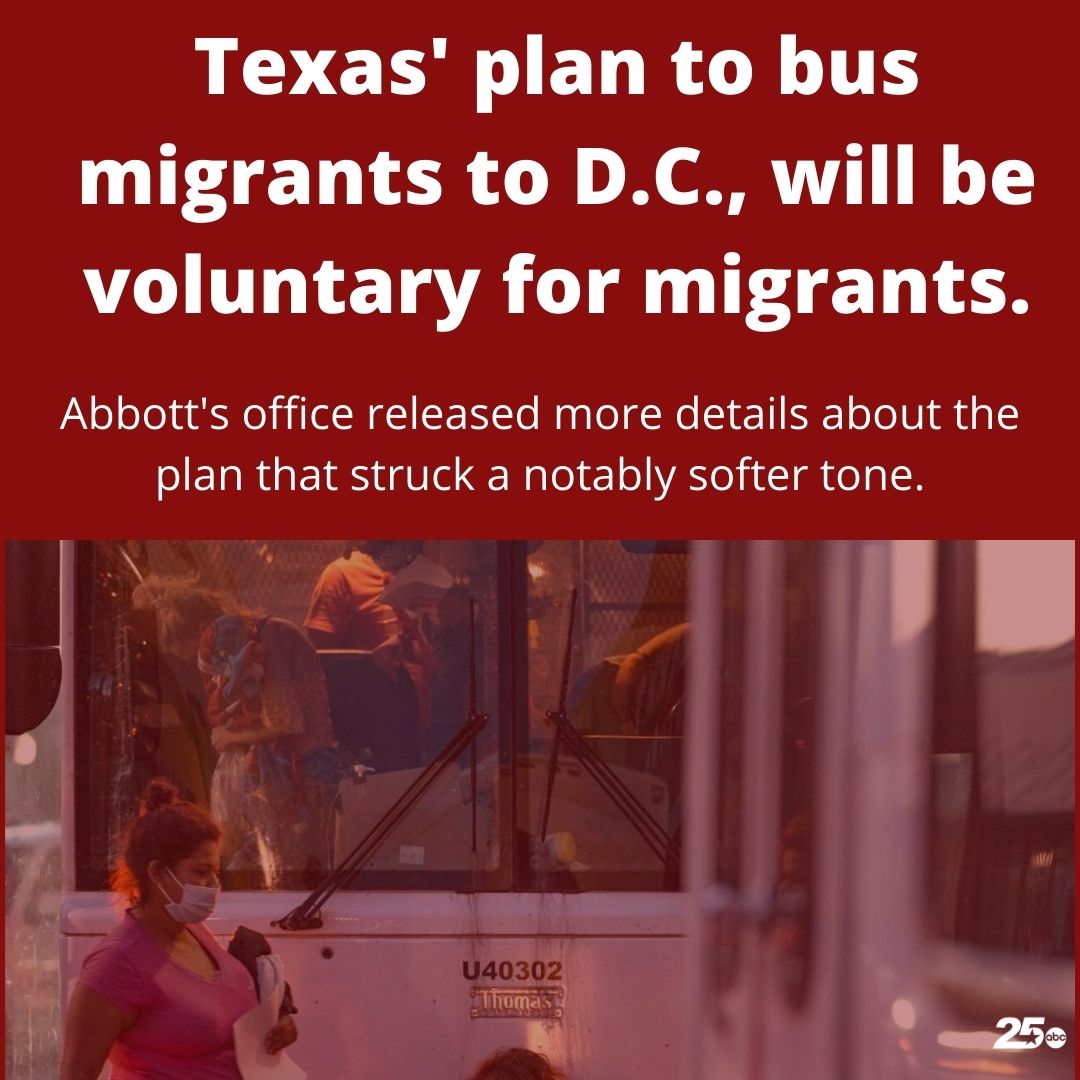 Texas' plan to bus
migrants to D.C., will be
voluntary for migrants.
Abbott's office released more details about the
plan that struck a notably softer tone.
U40302
Thomas
25 abc